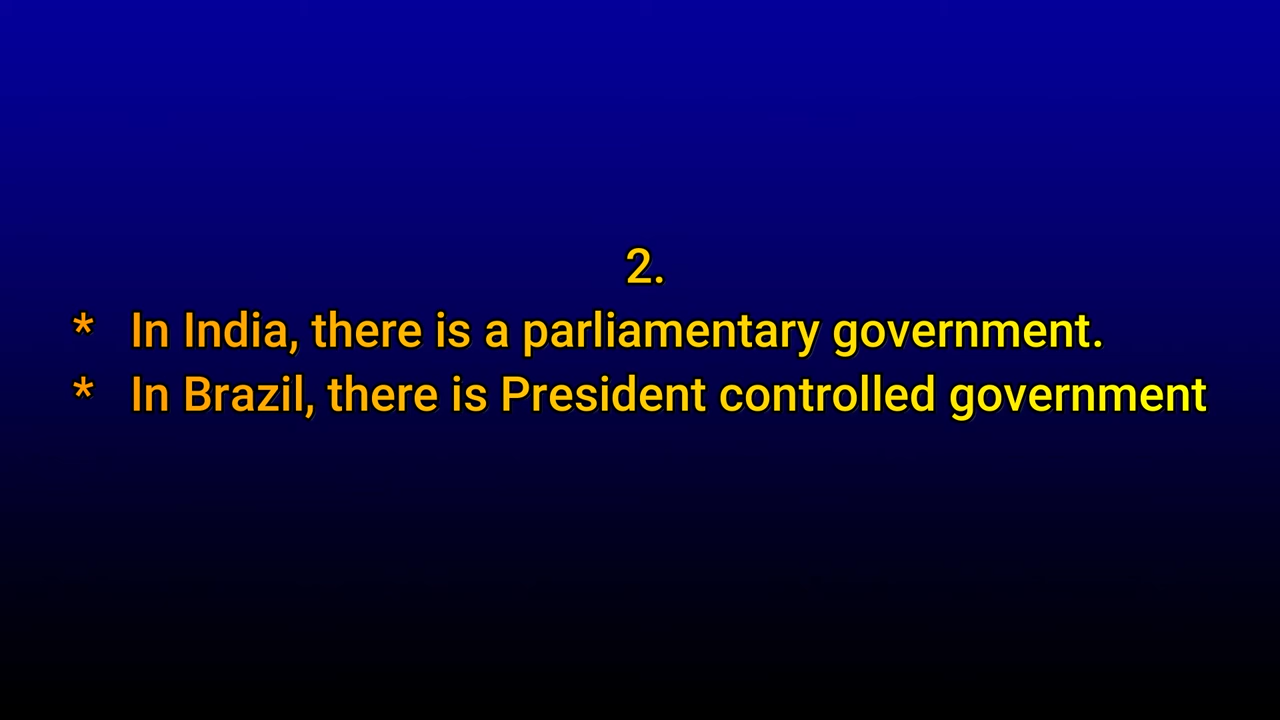 2.
* In India, there is a parliamentary government.
* In Brazil, there is President controlled government